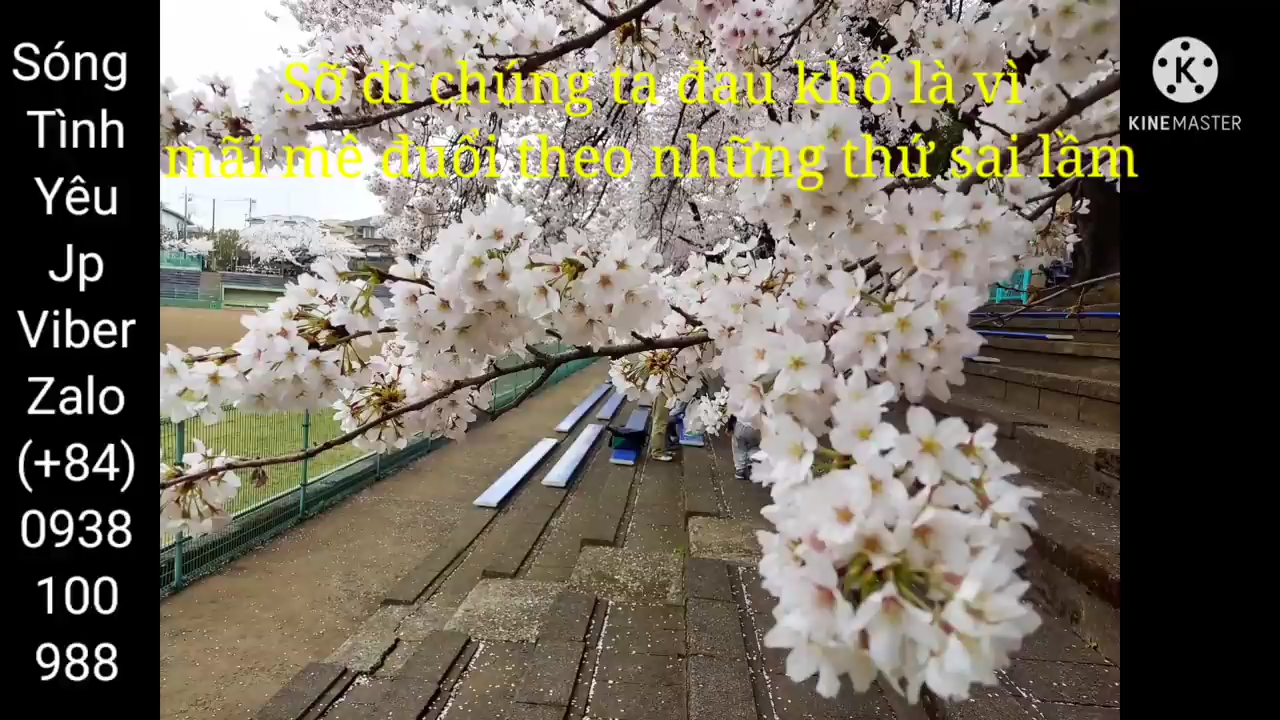 Sóng
Tình
Yêu
Jp
Viber
Zalo
(+84)
0938
100
988
Sỡ dĩ chúng ta đau khổ là vì
mãi mê đuổi theo những thứ sai lầm
KINEMASTER